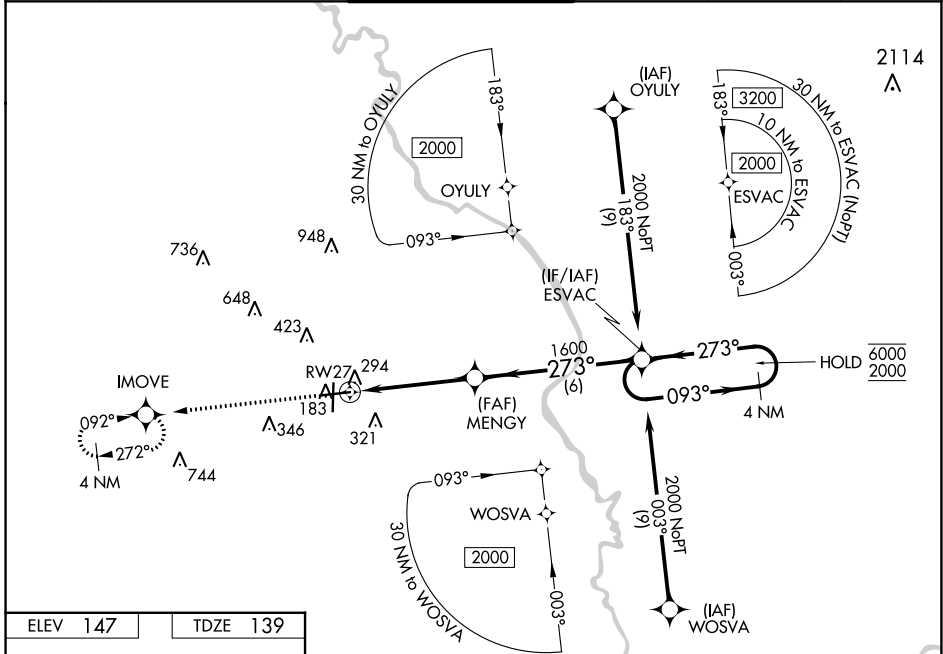 2114
(IAF)
OYULY
183°
3200
30 NM to ESVAC (NoPT)
10 NM to ESVAC
2000
ESVAC
003°
30 NM to OYULY
183°
2000
OYULY
093°
2000 NoPT
183°
(9)
736
948
648
423
(IF/IAF)
ESVAC
1600
273°
(6)
273°
HOLD 6000
2000
093°
4 NM
RW27
294
183
IMOVE
092°
272°
4 NM
744
346
321
(FAF)
MENGY
093°
WOSVA
30 NM to WOSVA
2000
003°
2000 NoPT
003°
(9)
(IAF)
WOSVA
ELEV 147
TDZE 139